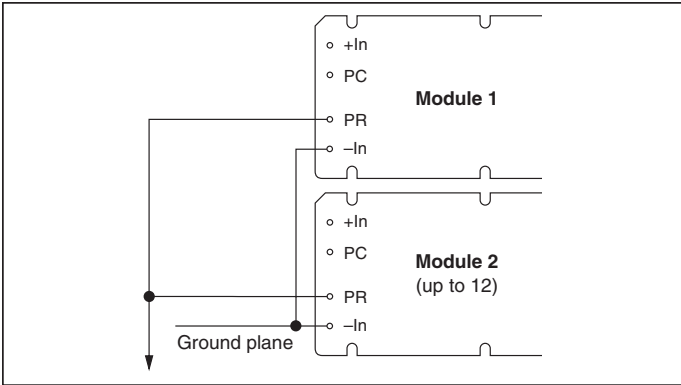 +In
PC
Module 1
PR
–In
+In
PC
Module 2
(up to 12)
PR
–In
Ground plane